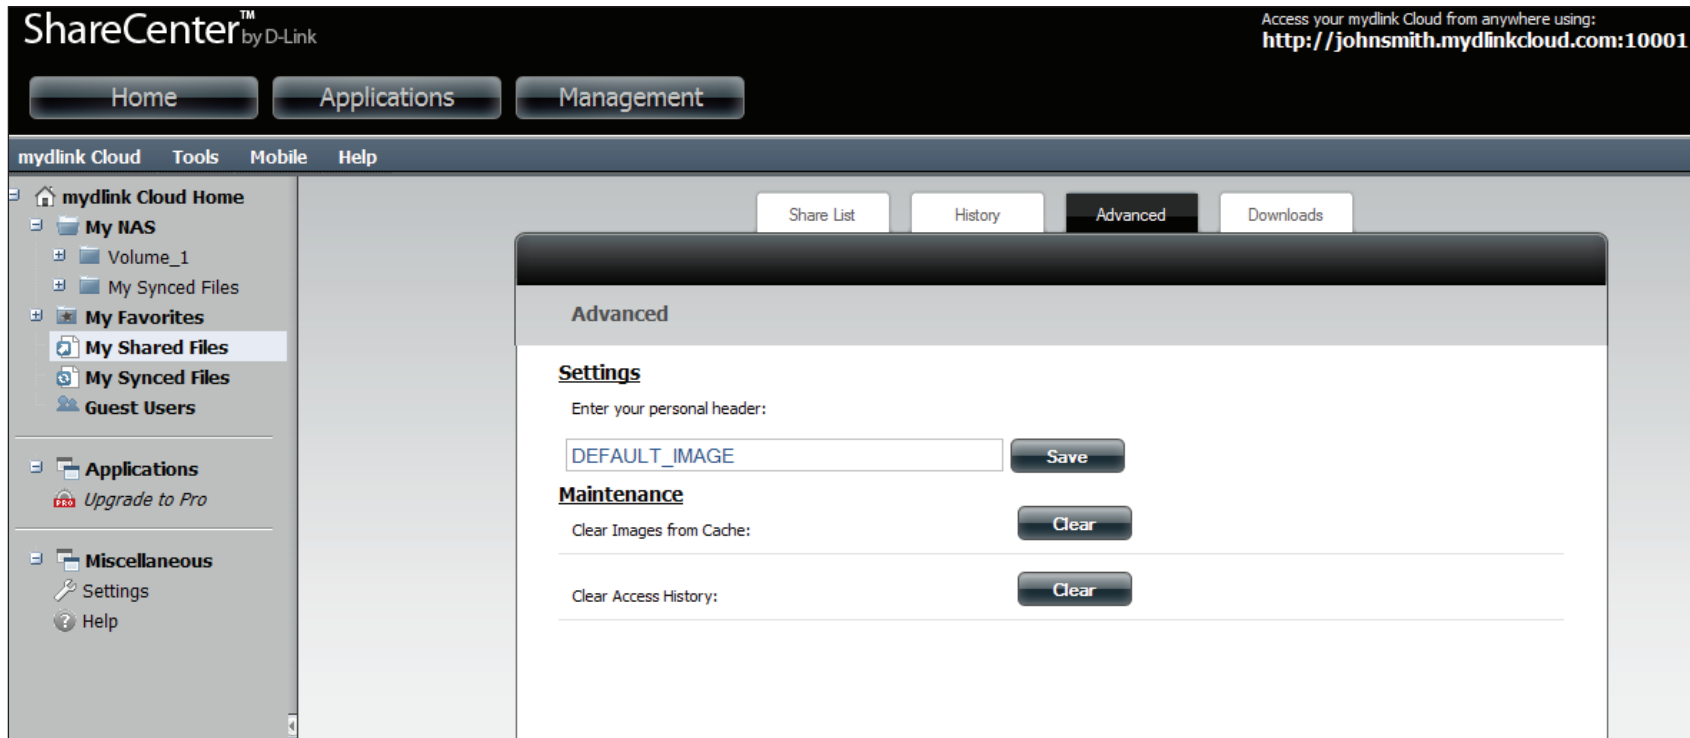 ShareCenter™ by D-Link
Access your mydlink Cloud from anywhere using:
http://johnsmith.mydlinkcloud.com:10001
Home Applications Management
mydlink Cloud Tools Mobile Help
mydlink Cloud Home
My NAS
Volume_1
My Synced Files
My Favorites
My Shared Files
My Synced Files
Guest Users
Applications
PRO Upgrade to Pro
Miscellaneous
Settings
? Help
Share List History Advanced Downloads
Advanced
Settings
Enter your personal header:
DEFAULT_IMAGE Save
Maintenance
Clear Images from Cache: Clear
Clear Access History: Clear